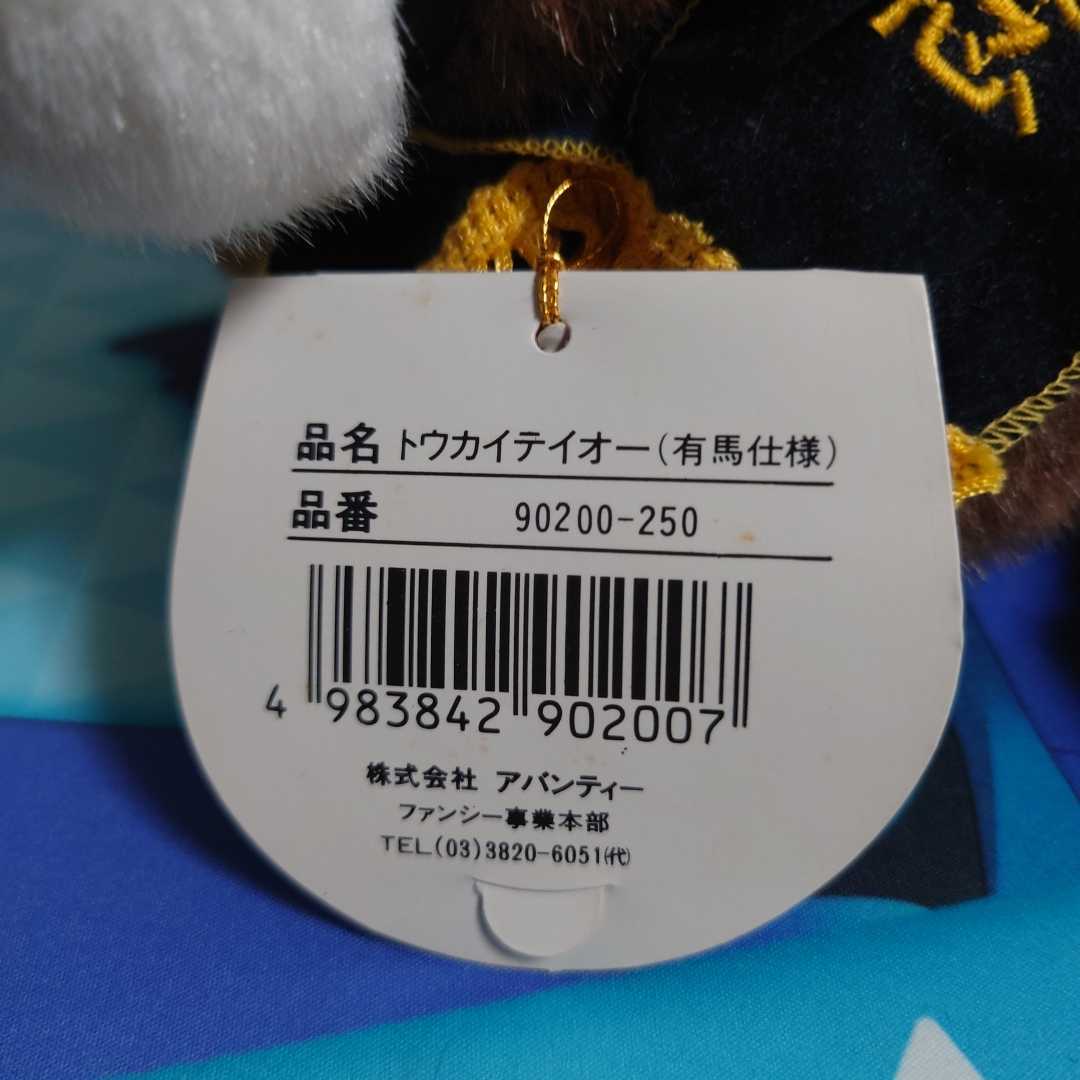 品名 トウカイテイオー(有馬仕様)
品番 90200-250
4 983842 902007
株式会社 アバンティー
ファンシー事業本部
TEL(03)3820-6051㈹